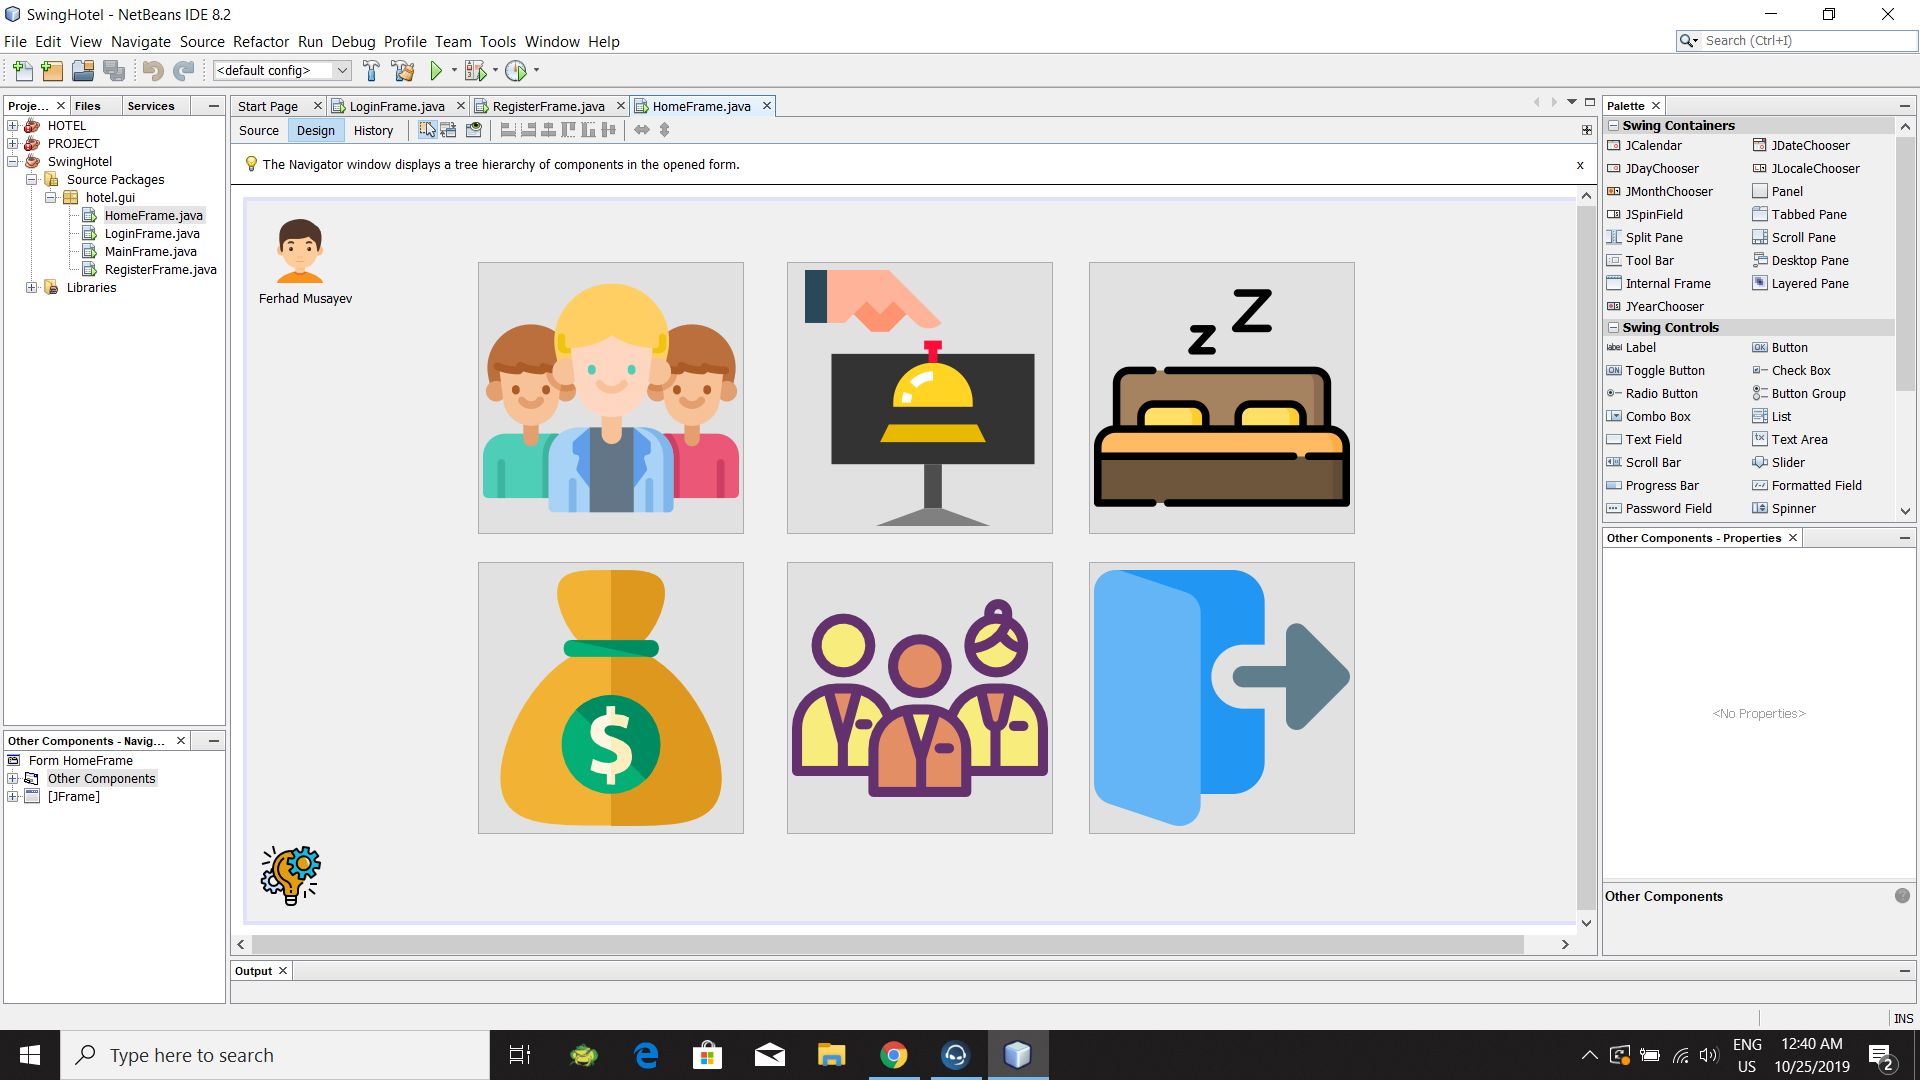 SwingHotel - NetBeans IDE 8.2
File Edit View Navigate Source Refactor Run Debug Profile Team Tools Window Help
Search (Ctrl+I)
<default config>
Proje... Files Services
HOTEL
PROJECT
SwingHotel
Source Packages
hotel.gui
HomeFrame.java
LoginFrame.java
MainFrame.java
RegisterFrame.java
Libraries
Start Page LoginFrame.java RegisterFrame.java HomeFrame.java
Source Design History
The Navigator window displays a tree hierarchy of components in the opened form.
x
Ferhad Musayev
z Z
$
Palette
Swing Containers
JCalendar JDateChooser
JDayChooser JLocaleChooser
JMonthChooser Panel
JSpinField Tabbed Pane
Split Pane Scroll Pane
Tool Bar Desktop Pane
Internal Frame Layered Pane
JYearChooser
Swing Controls
label Label OK Button
ON Toggle Button Check Box
Radio Button Button Group
Combo Box List
Text Field Text Area
Scroll Bar Slider
Progress Bar Formatted Field
Password Field Spinner
Other Components - Properties
<No Properties>
Other Components
Other Components - Navig...
Form HomeFrame
Other Components
[JFrame]
Output
INS
Type here to search
ENG
US
12:40 AM
10/25/2019
2